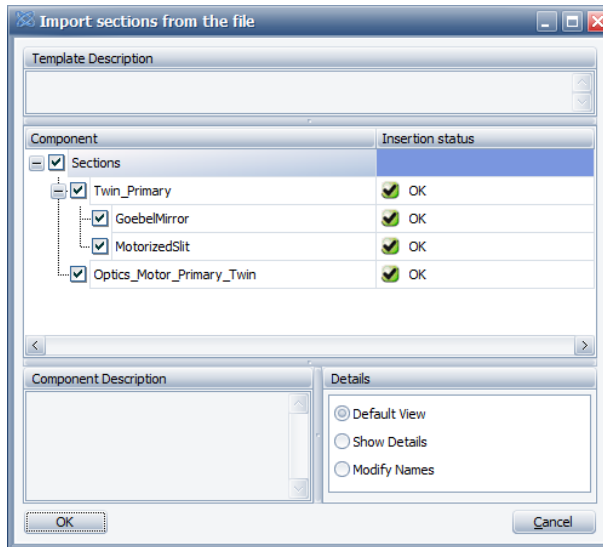 Import sections from the file
Template Description
Component Insertion status
Sections
Twin_Primary OK
GoebelMirror OK
MotorizedSlit OK
Optics_Motor_Primary_Twin OK
Component Description Details
Default View
Show Details
Modify Names
OK Cancel